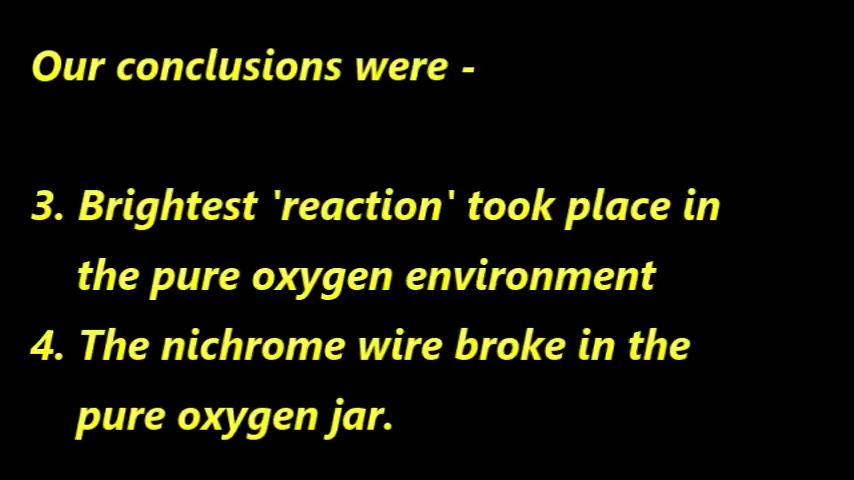 Our conclusions were -
3. Brightest 'reaction' took place in
the pure oxygen environment
4. The nichrome wire broke in the
pure oxygen jar.